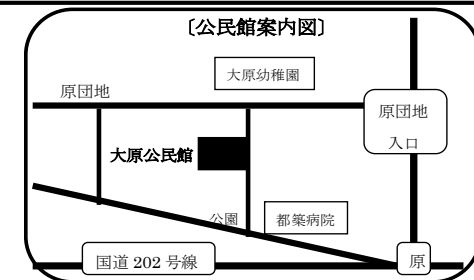 〔公民館案内図〕
大原幼稚園
原団地
原団地
入口
大原公民館
公園
都築病院
国道 202 号線
原